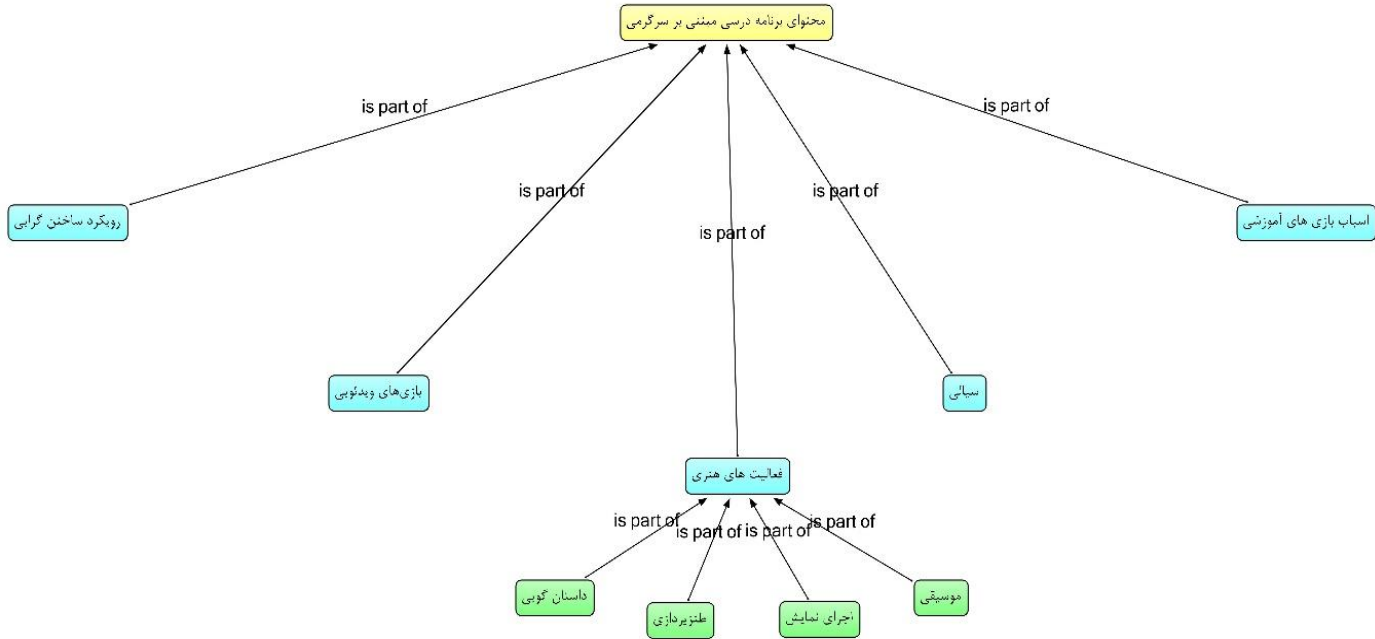 محتوای برنامه درسی مبتنی بر سرگرمی
is part of
is part of
is part of
is part of
is part of
رویکرد ساختن گرایی
اسباب بازی های آموزشی
بازی‌های ویدئویی
سیالی
فعالیت های هنری
is part of
is part of
is part of
is part of
داستان گویی
طنزپردازی
اجرای نمایش
موسیقی